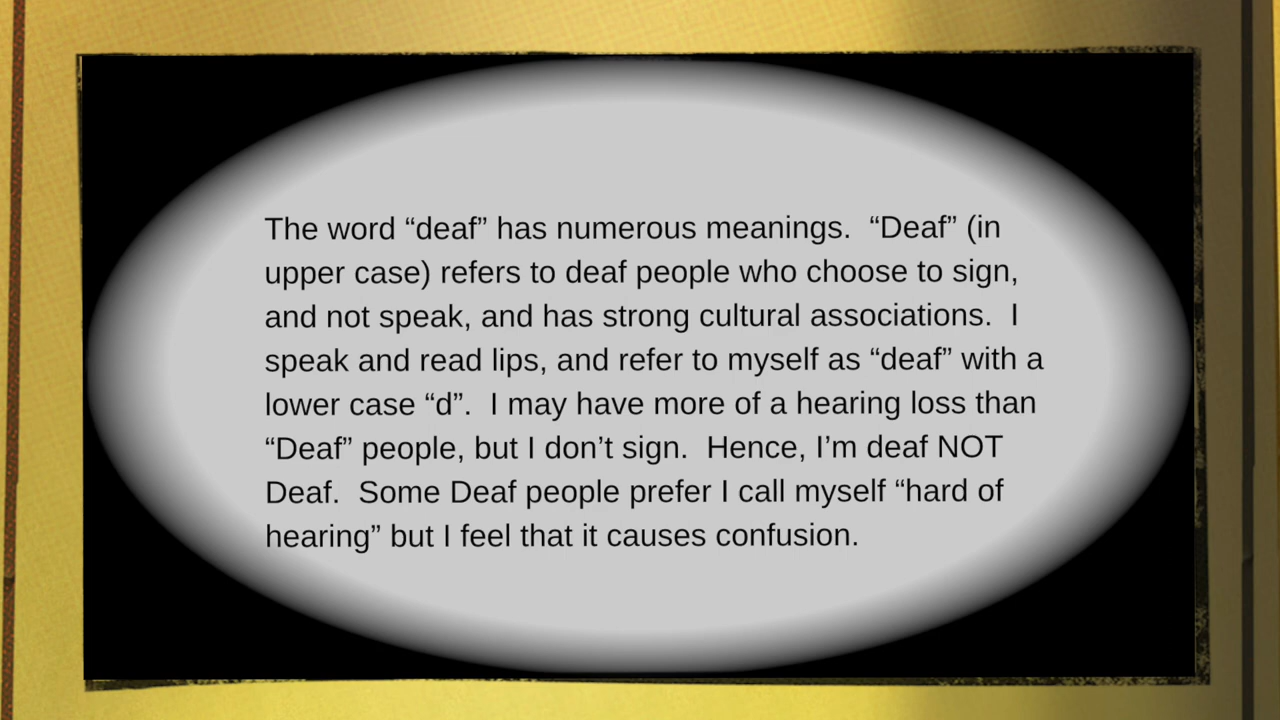 The word “deaf” has numerous meanings.  “Deaf” (in
upper case) refers to deaf people who choose to sign,
and not speak, and has strong cultural associations.  I
speak and read lips, and refer to myself as “deaf” with a
lower case “d”.  I may have more of a hearing loss than
“Deaf” people, but I don’t sign.  Hence, I’m deaf NOT
Deaf.  Some Deaf people prefer I call myself “hard of
hearing” but I feel that it causes confusion.